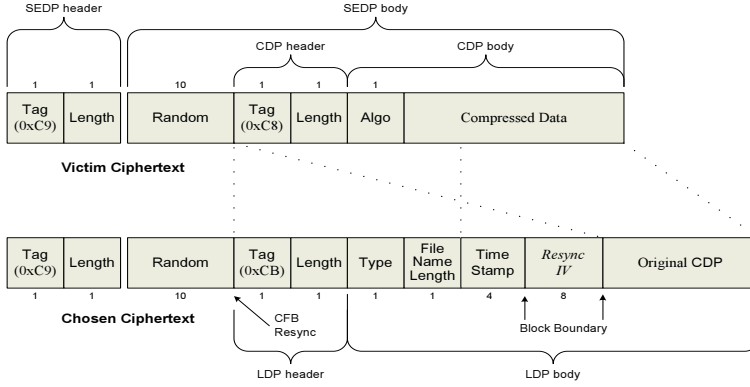 SEDP header
SEDP body
CDP header
CDP body
1
1
10
1
1
1
Tag
(0xC9)
Length
Random
Tag
(0xC8)
Length
Algo
Compressed Data
Victim Ciphertext
Tag
(0xC9)
Length
Random
Tag
(0xCB)
Length
Type
File
Name
Length
Time
Stamp
Resync
IV
Original CDP
1
1
10
1
1
1
1
4
8
Chosen Ciphertext
CFB
Resync
Block Boundary
LDP header
LDP body